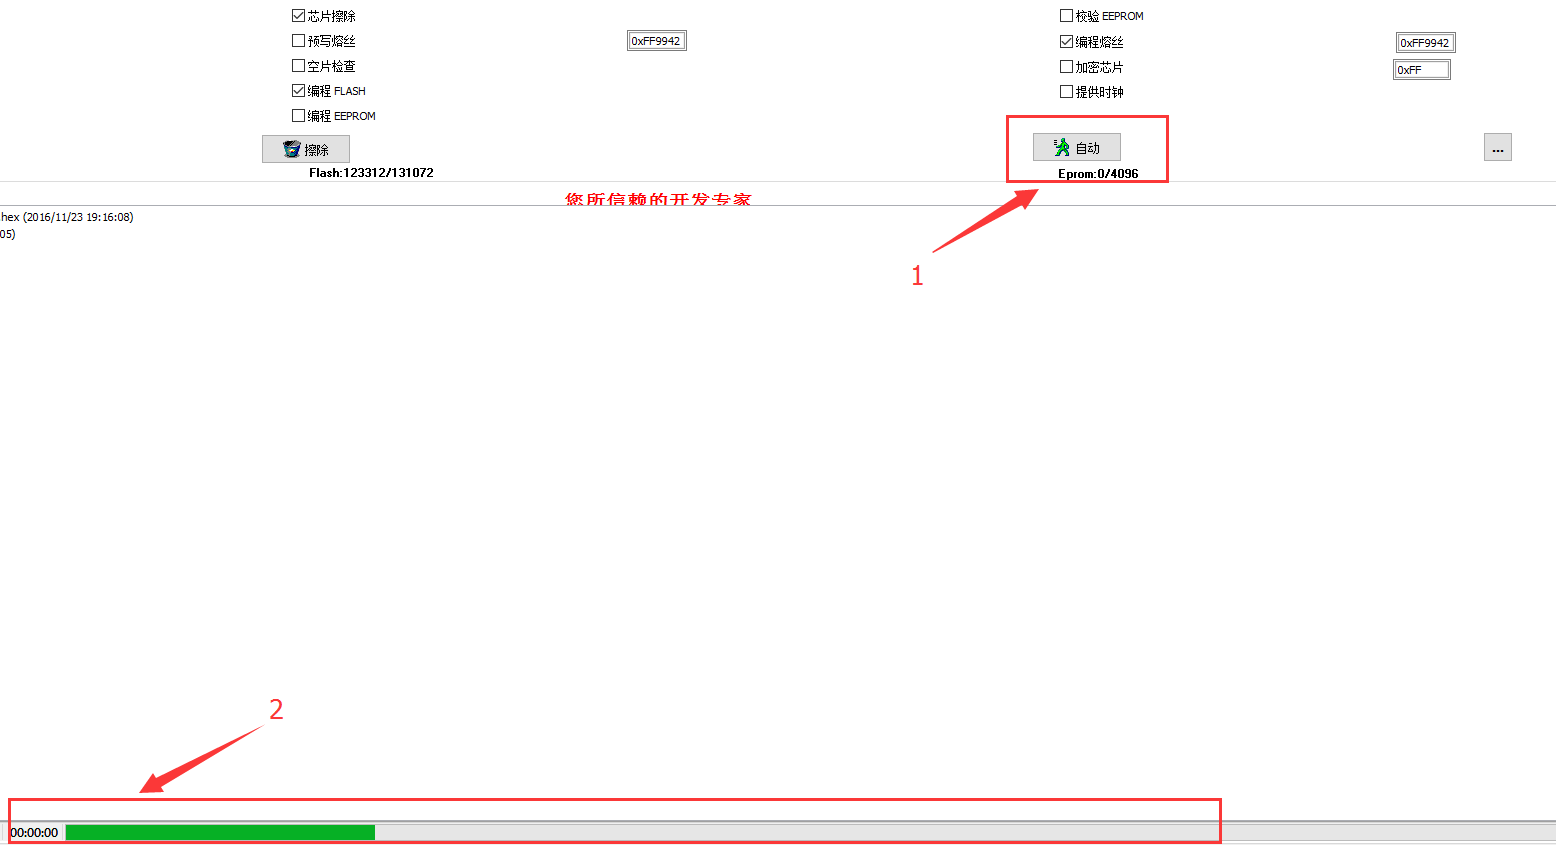 芯片擦除
校验 EEPROM
预写熔丝
0xFF9942
编程熔丝
0xFF9942
空片检查
加密芯片
0xFF
编程 FLASH
提供时钟
编程 EEPROM
擦除
自动
...
Flash:123312/131072
Eprom:0/4096
您所信赖的开发专家
hex (2016/11/23 19:16:08)
05)
1
2
00:00:00